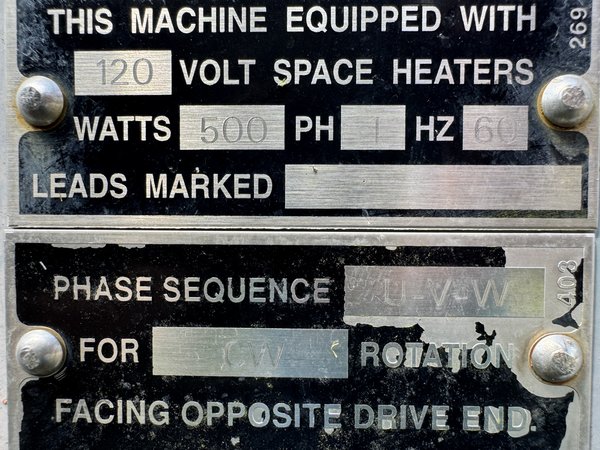 THIS MACHINE EQUIPPED WITH
120 VOLT SPACE HEATERS
WATTS 500 PH 1 HZ 60
LEADS MARKED
269
PHASE SEQUENCE U-V-W
FOR CW ROTATION
FACING OPPOSITE DRIVE END.
403